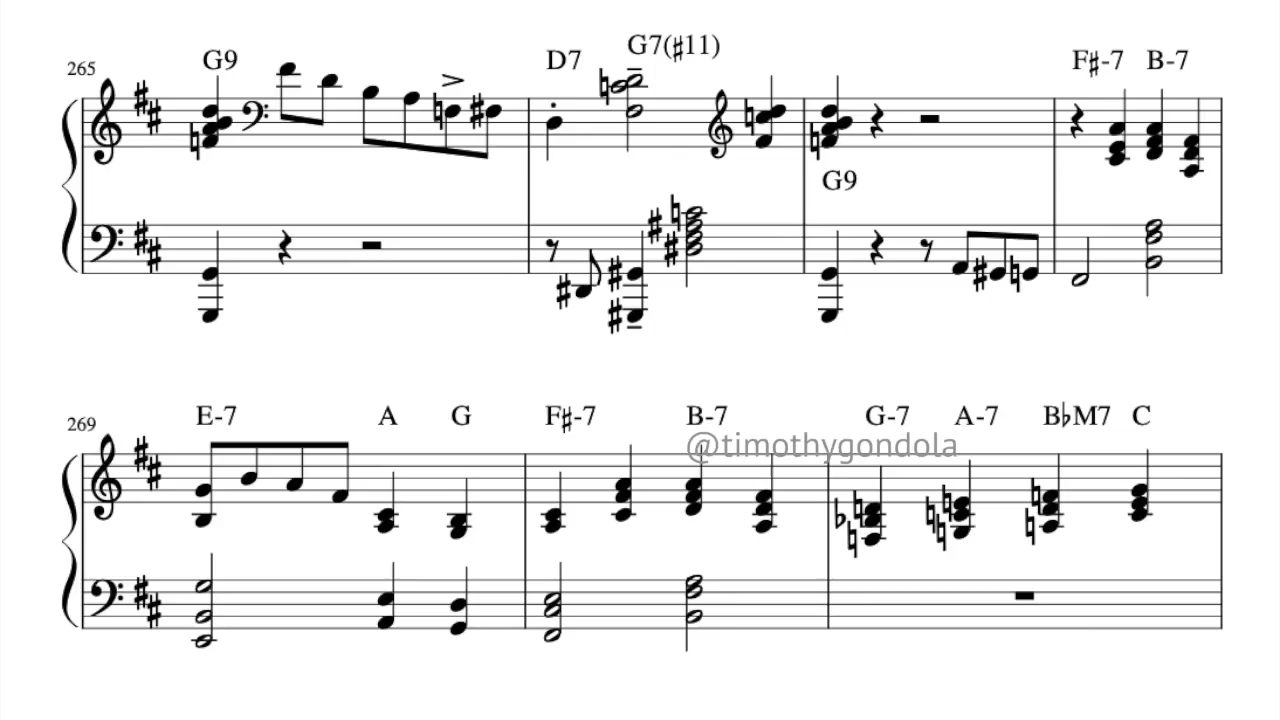 G7(♯11)
265 G9 D7 F♯-7 B-7
G9
269 E-7 A G F♯-7 B-7 G-7 A-7 B♭M7 C
@timothygondola